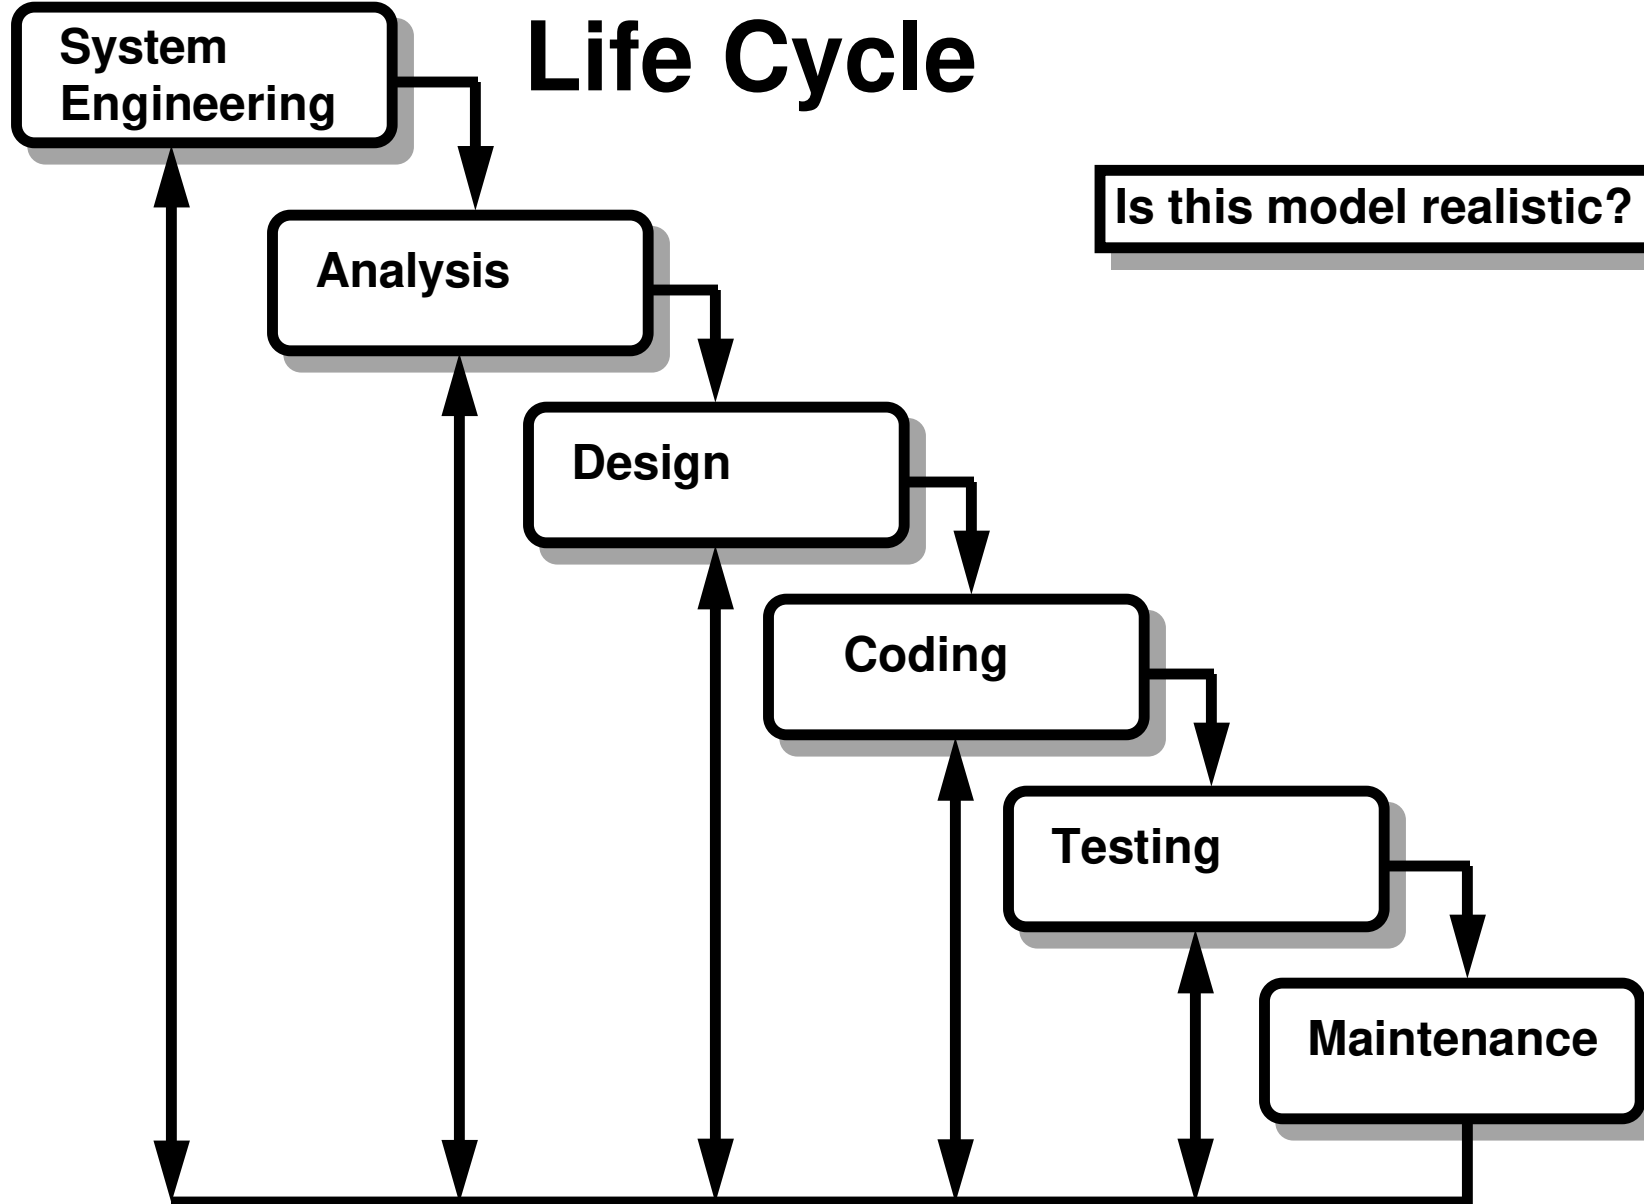 Life Cycle
System
Engineering
Is this model realistic?
Analysis
Design
Coding
Testing
Maintenance